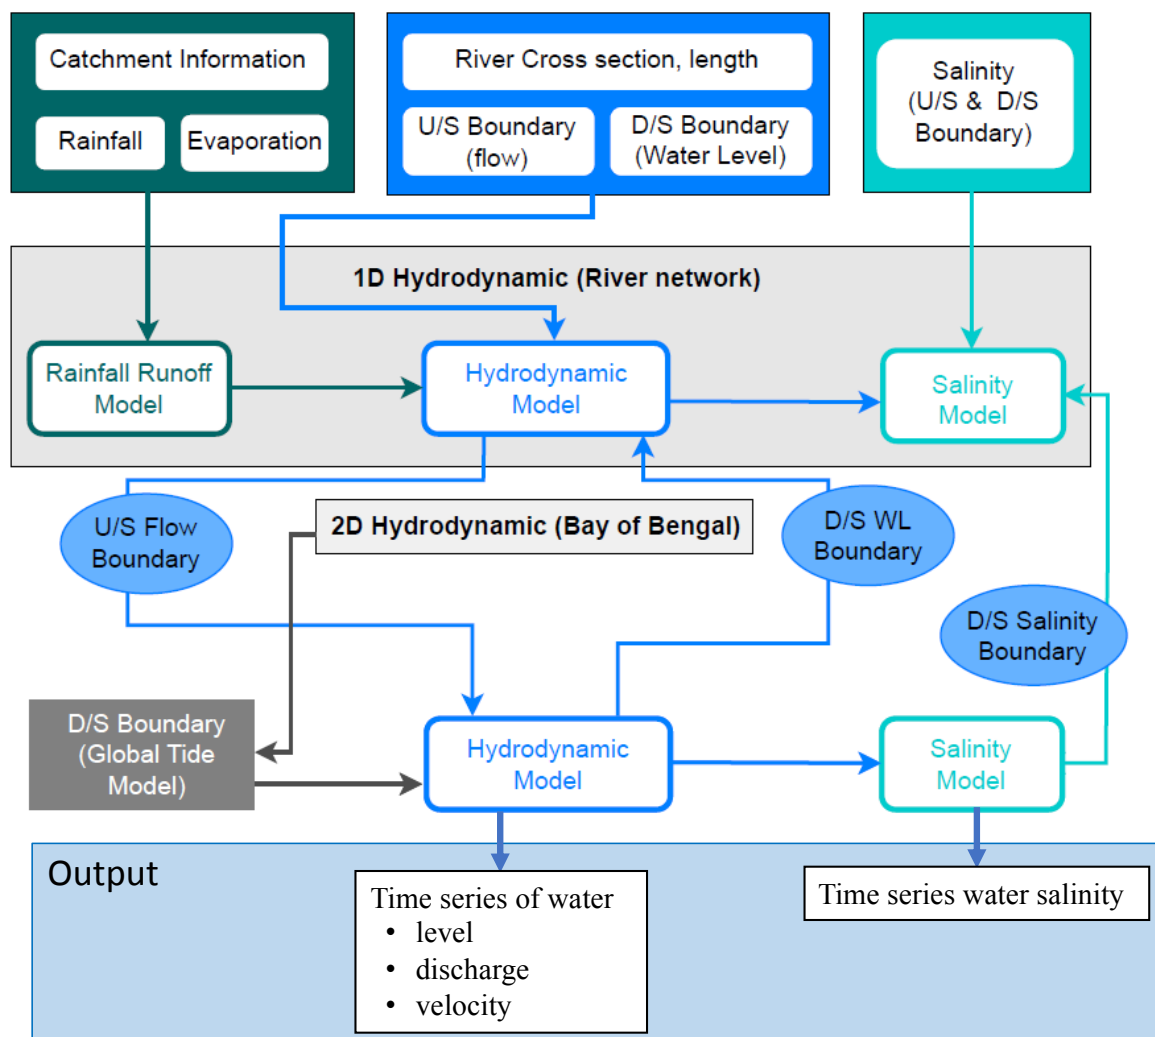 Catchment Information
Rainfall
Evaporation
River Cross section, length
U/S Boundary
(flow)
D/S Boundary
(Water Level)
Salinity
(U/S & D/S
Boundary)
1D Hydrodynamic (River network)
Rainfall Runoff
Model
Hydrodynamic
Model
Salinity
Model
U/S Flow
Boundary
2D Hydrodynamic (Bay of Bengal)
D/S WL
Boundary
D/S Salinity
Boundary
D/S Boundary
(Global Tide
Model)
Hydrodynamic
Model
Salinity
Model
Output
Time series of water
• level
• discharge
• velocity
Time series water salinity